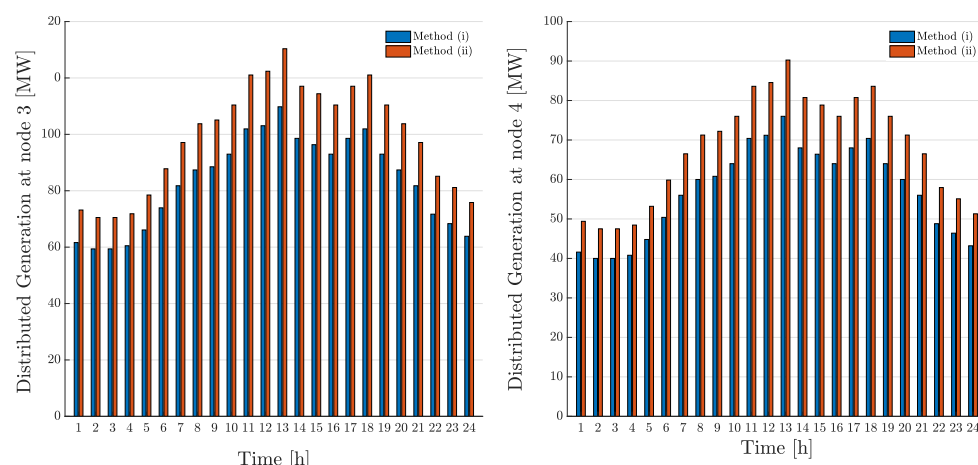 Distributed Generation at node 3 [MW]
20
0
100
80
60
40
20
0
Method (i)
Method (ii)
1 2 3 4 5 6 7 8 9 10 11 12 13 14 15 16 17 18 19 20 21 22 23 24
Time [h]
Distributed Generation at node 4 [MW]
100
90
80
70
60
50
40
30
20
10
0
Method (i)
Method (ii)
1 2 3 4 5 6 7 8 9 10 11 12 13 14 15 16 17 18 19 20 21 22 23 24
Time [h]